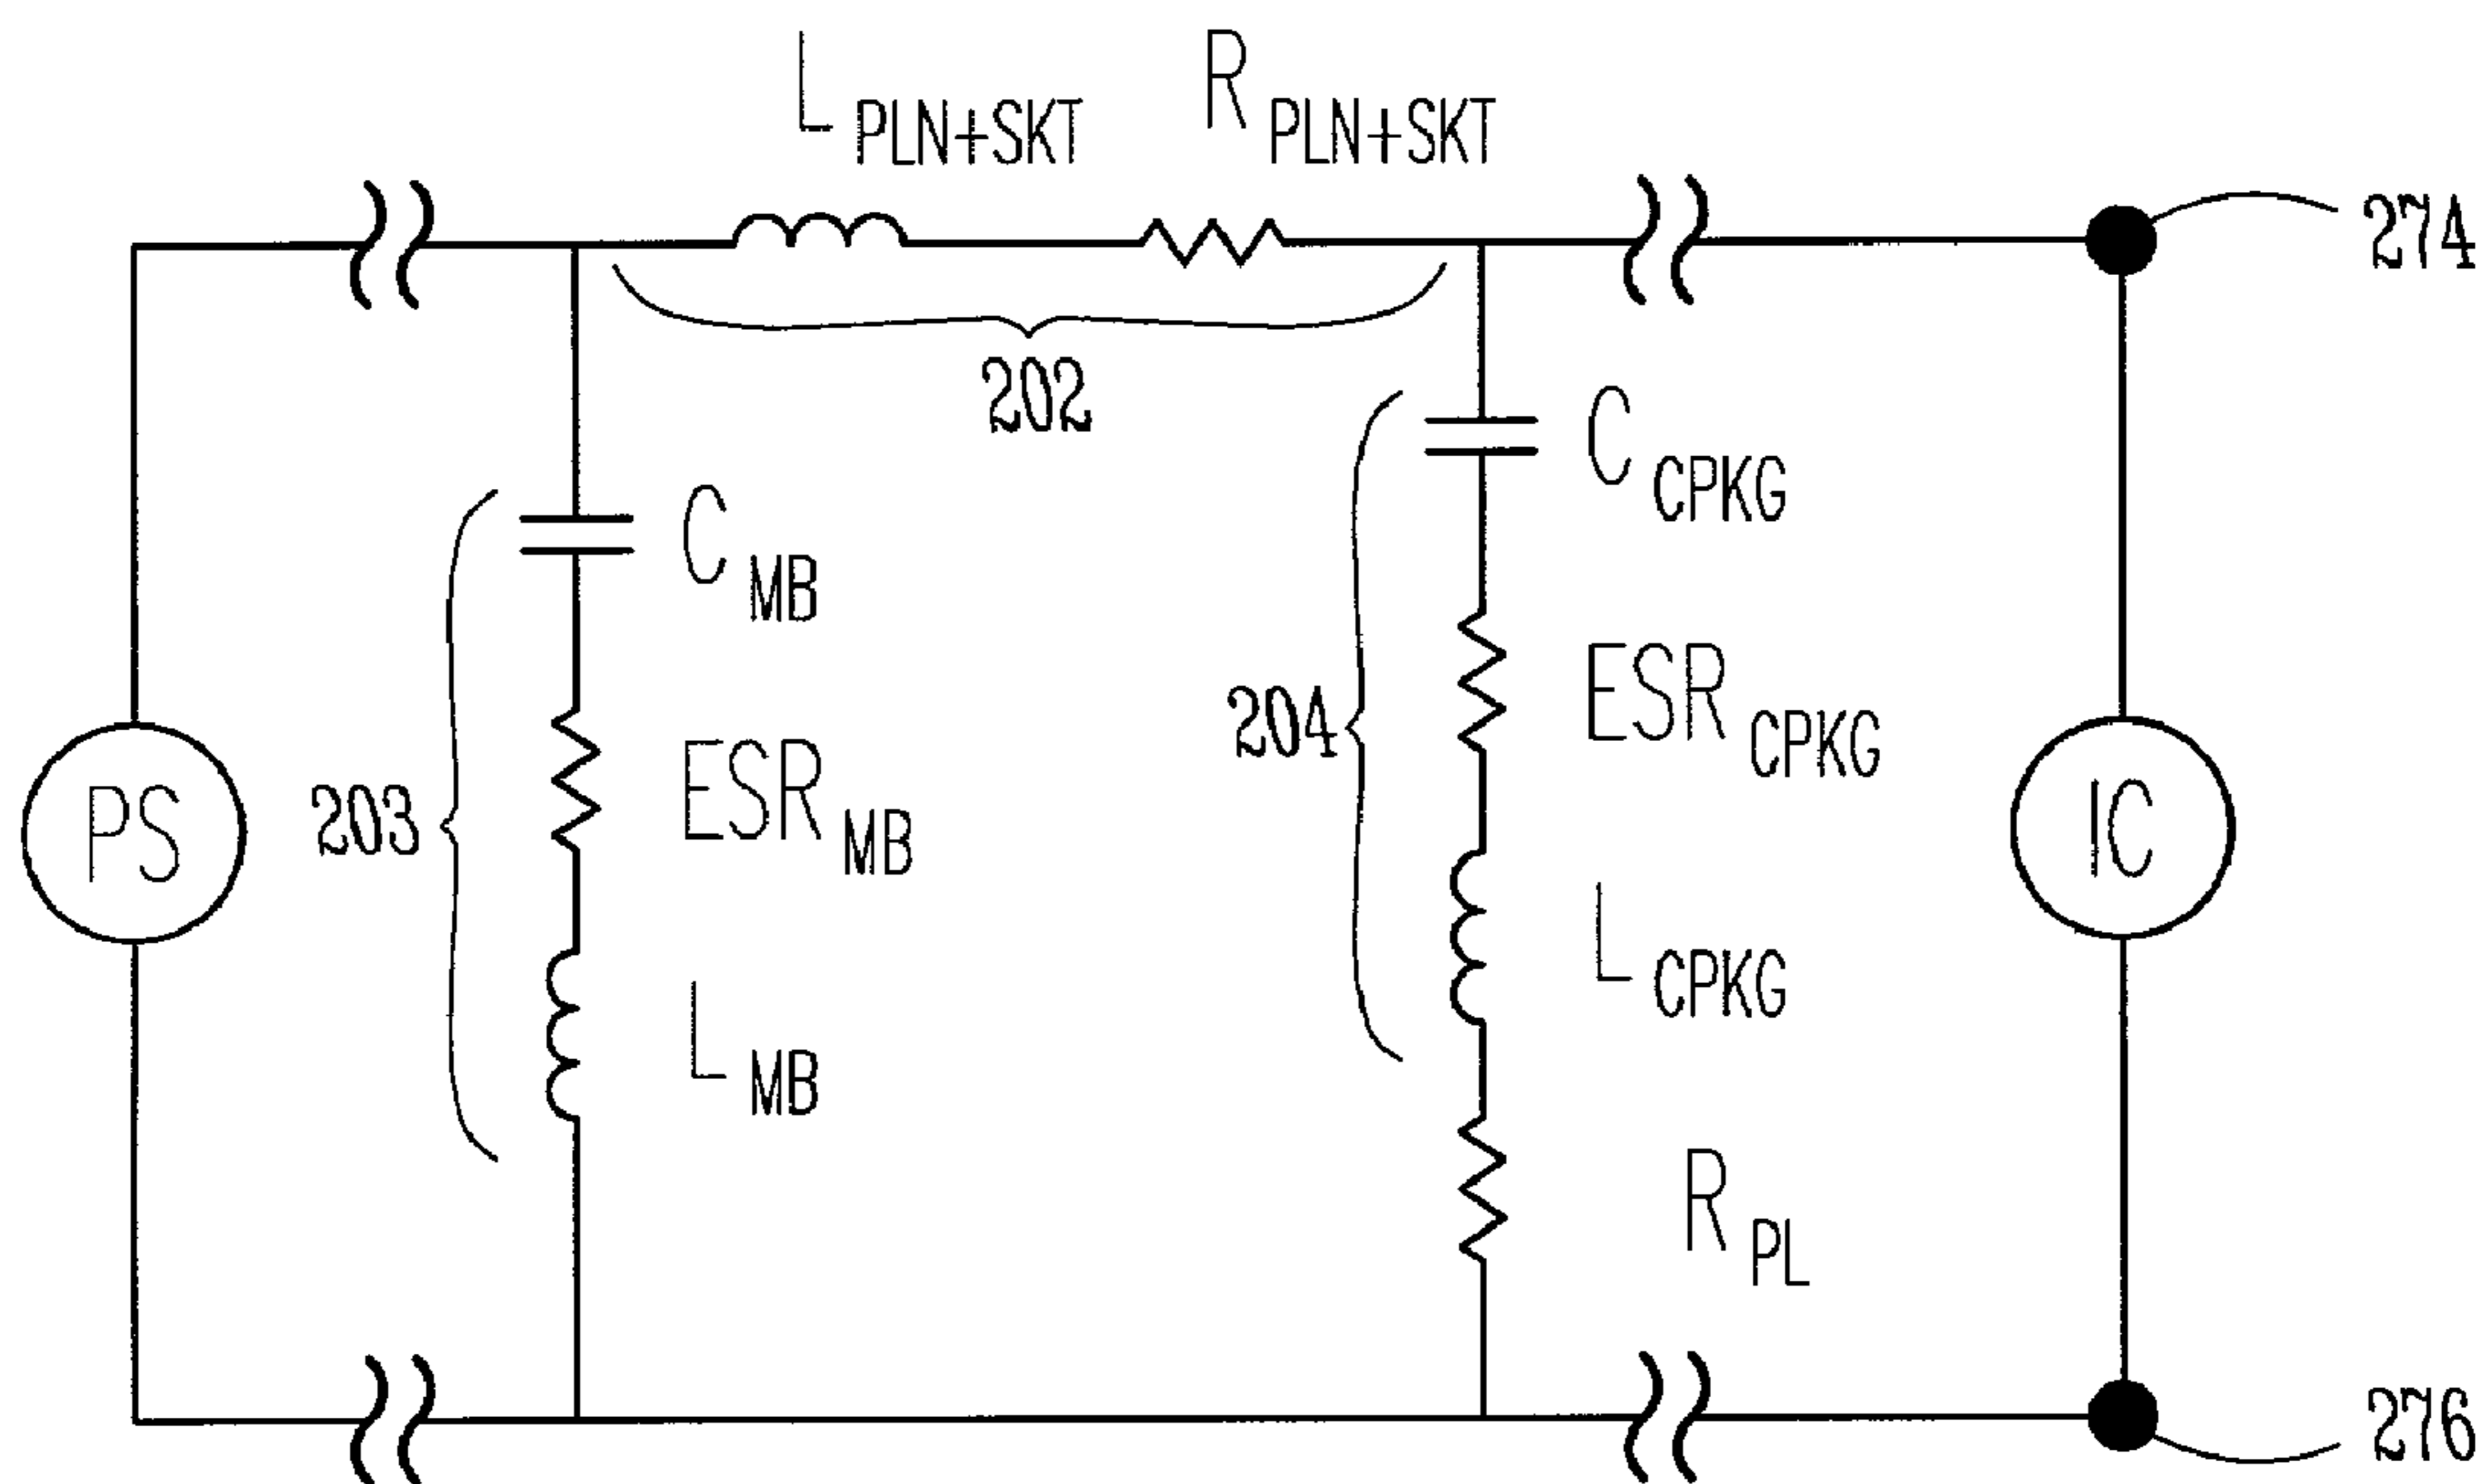 L PLN+SKT R PLN+SKT
274
202
C CPKG
C MB
204
ESR CPKG
PS
203
ESR MB
IC
L CPKG
L MB
R PL
276